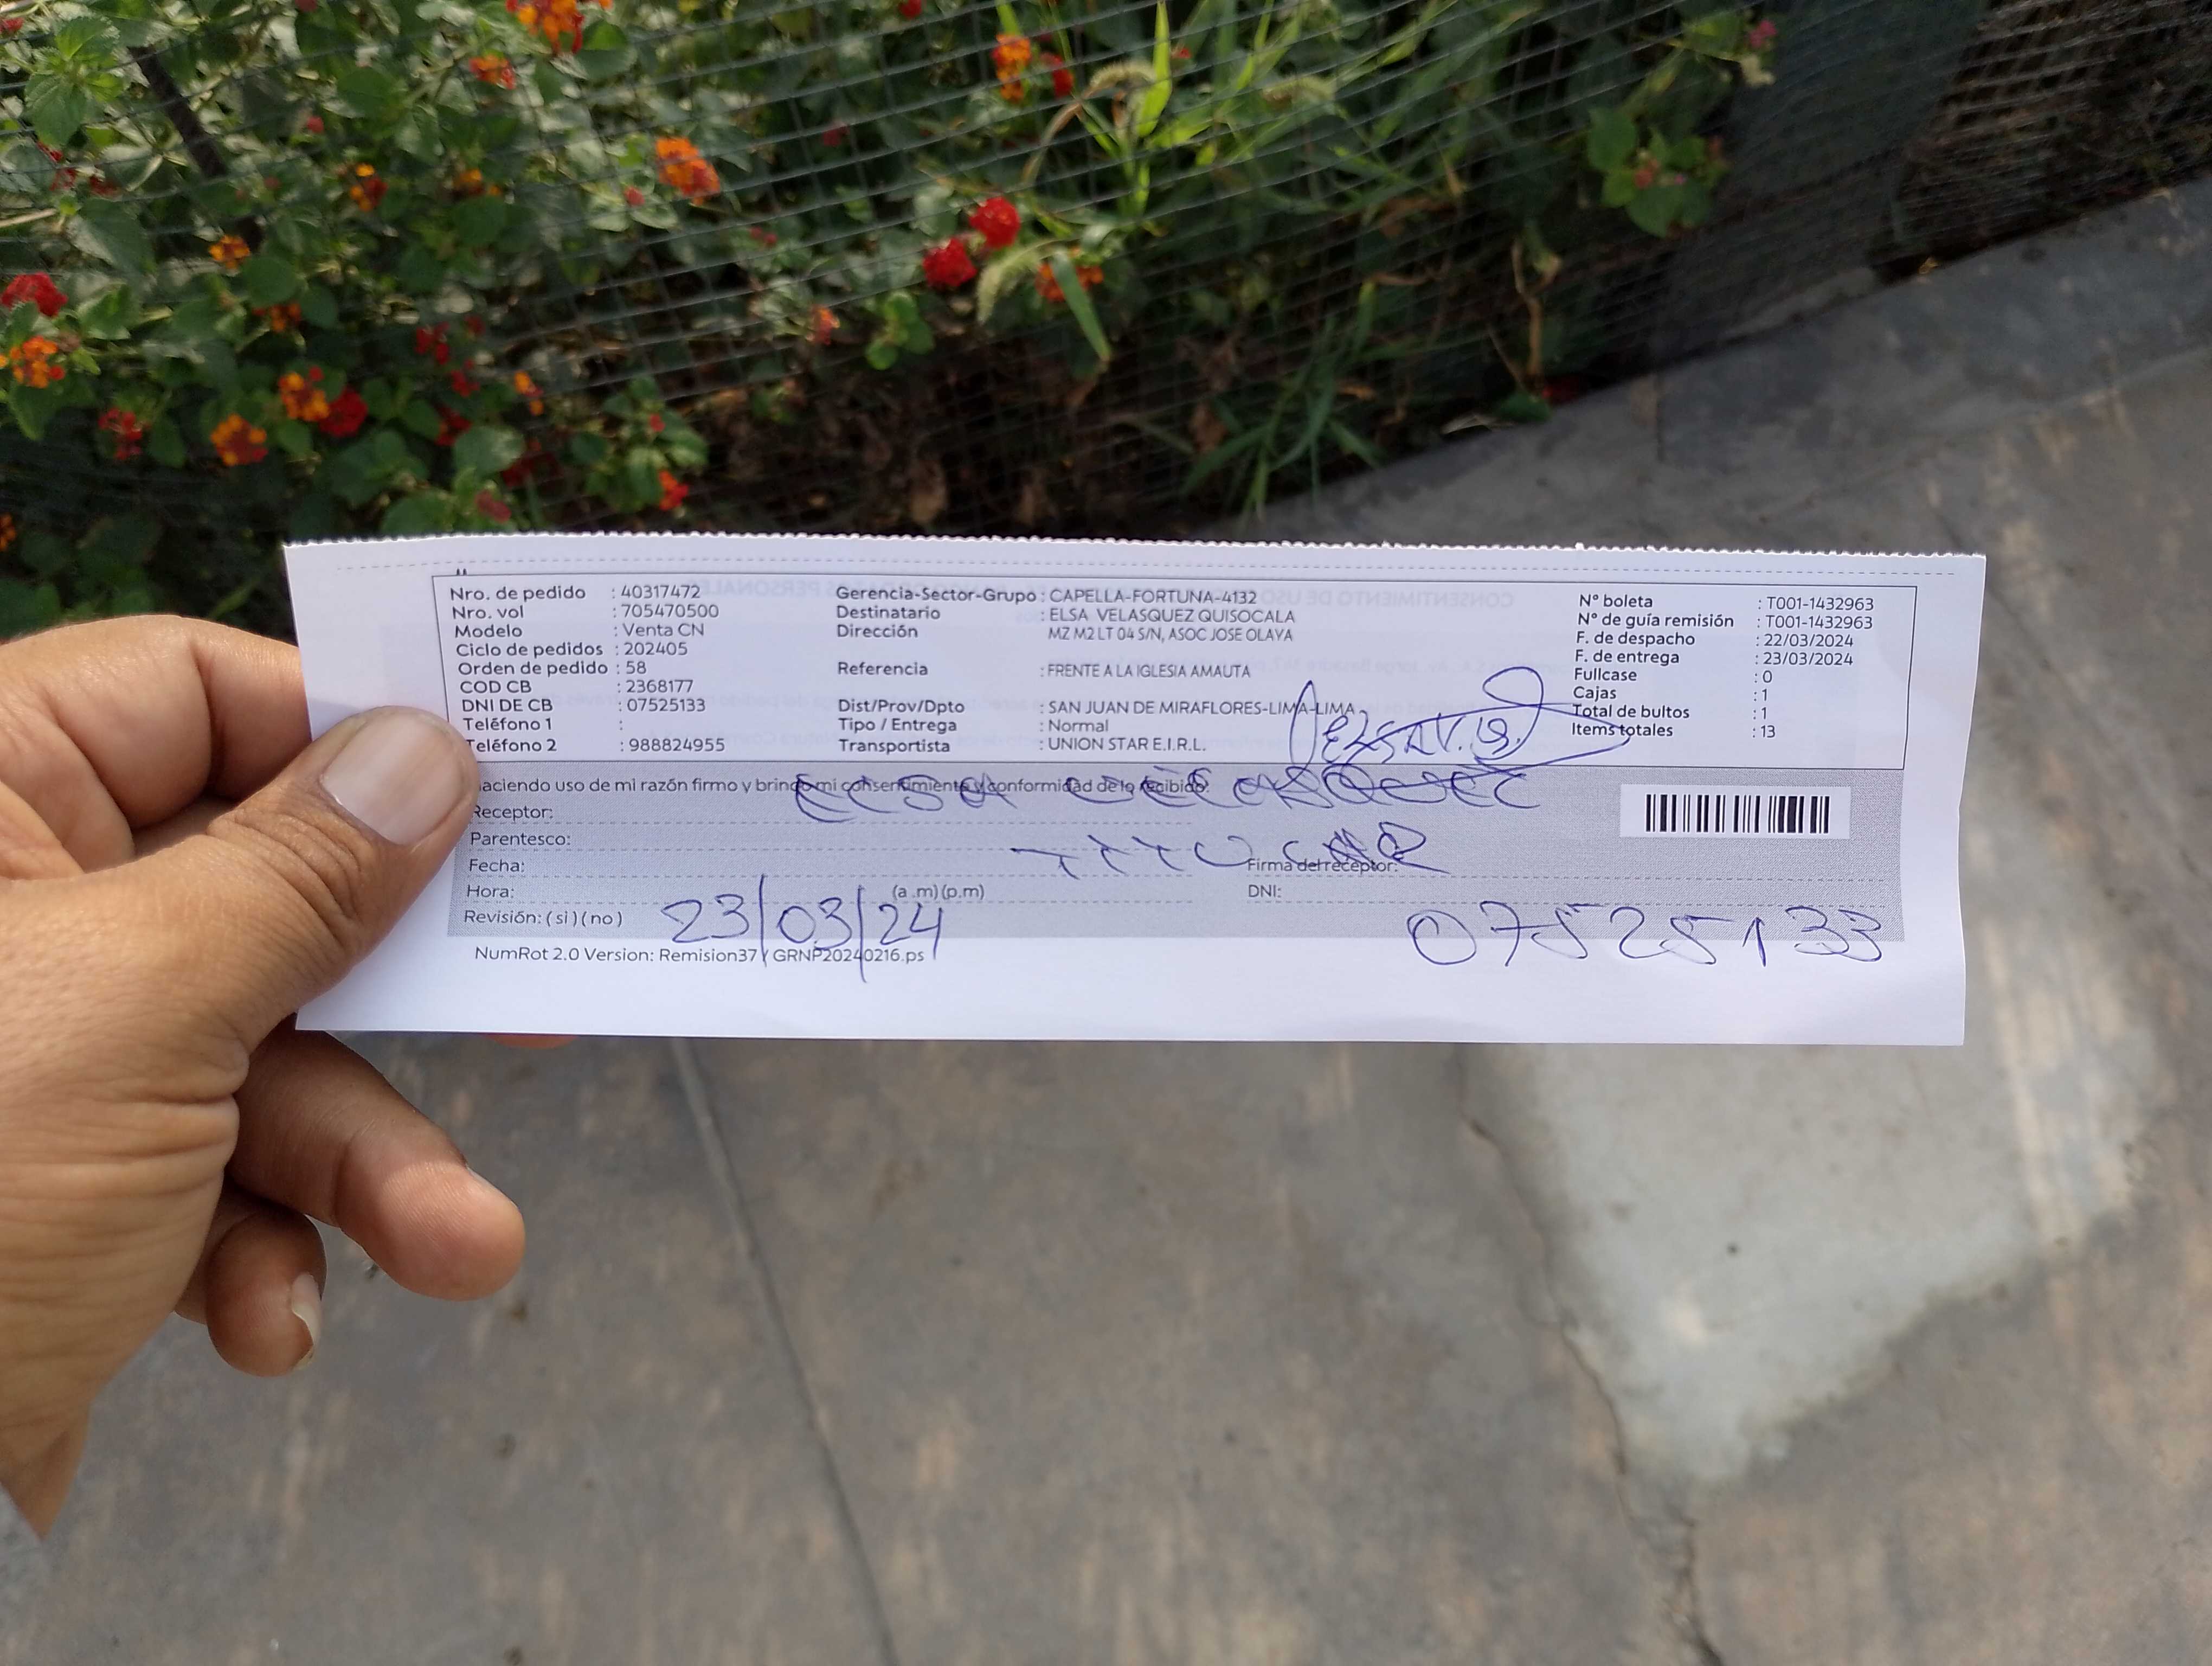 Nro. de pedido : 40317472
Nro. vol : 705470500
Modelo : Venta CN
Ciclo de pedidos : 202405
Orden de pedido : 58
COD CB : 2368177
DNI DE CB : 07525133
Teléfono 1 :
Teléfono 2 : 988824955
Gerencia-Sector-Grupo : CAPELLA-FORTUNA-4132
Destinatario : ELSA VELASQUEZ QUISOCALA
Dirección MZ M2 LT 04 S/N, ASOC JOSE OLAYA
Referencia : FRENTE A LA IGLESIA AMAUTA
Dist/Prov/Dpto : SAN JUAN DE MIRAFLORES-LIMA-LIMA
Tipo / Entrega : Normal
Transportista : UNION STAR E.I.R.L.
N° boleta : T001-1432963
N° de guía remisión : T001-1432963
F. de despacho : 22/03/2024
F. de entrega : 23/03/2024
Fullcase : 0
Cajas : 1
Total de bultos : 1
Items totales : 13
ELSA V.Q.
haciendo uso de mi razón firmo y brindo mi consentimiento y conformidad de lo recibido:
Receptor:
Parentesco: TITULAR
Fecha: Firma del receptor:
Hora: (a.m)(p.m) DNI:
Revisión: (si)(no) 23/03/24 07525133
NumRot 2.0 Version: Remision37 / GRNP20240216.ps